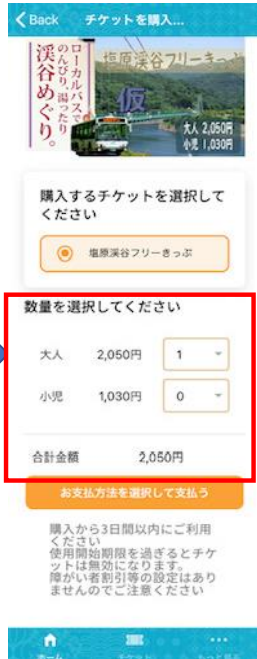 Back
チケットを購入...
ローカルバスで
のんびり、湯ったり
渓谷めぐり。
塩原渓谷フリーきっぷ
仮
大人 2,050円
小児 1,030円
購入するチケットを選択して
ください
塩原渓谷フリーきっぷ
数量を選択してください
大人 2,050円 1
小児 1,030円 0
合計金額 2,050円
お支払方法を選択して支払う
購入から3日間以内にご利用
ください
使用開始期限を過ぎるとチケ
ットは無効になります。
障がい者割引等の設定はあり
ませんのでご注意ください
ホーム